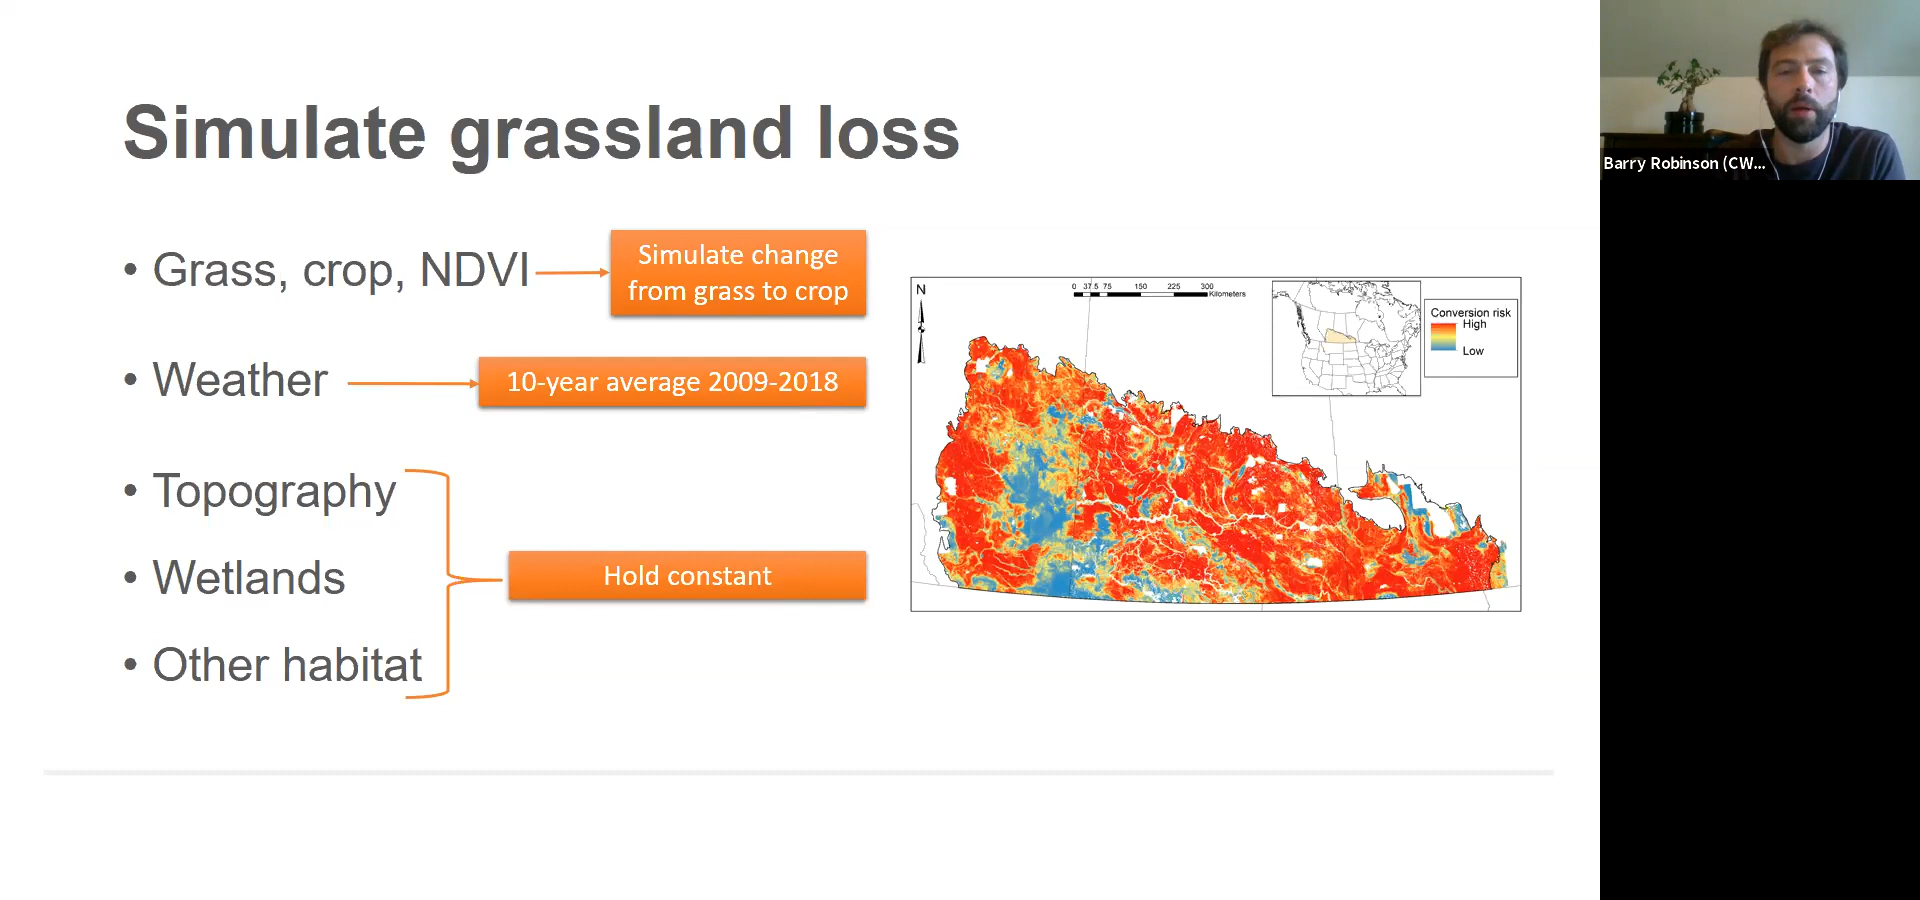 Simulate grassland loss
• Grass, crop, NDVI
Simulate change
from grass to crop
• Weather
10-year average 2009-2018
• Topography
• Wetlands
• Other habitat
Hold constant
N
0 37.5 75 150 225 300
Kilometers
Conversion risk
High
Low
Barry Robinson (CW...